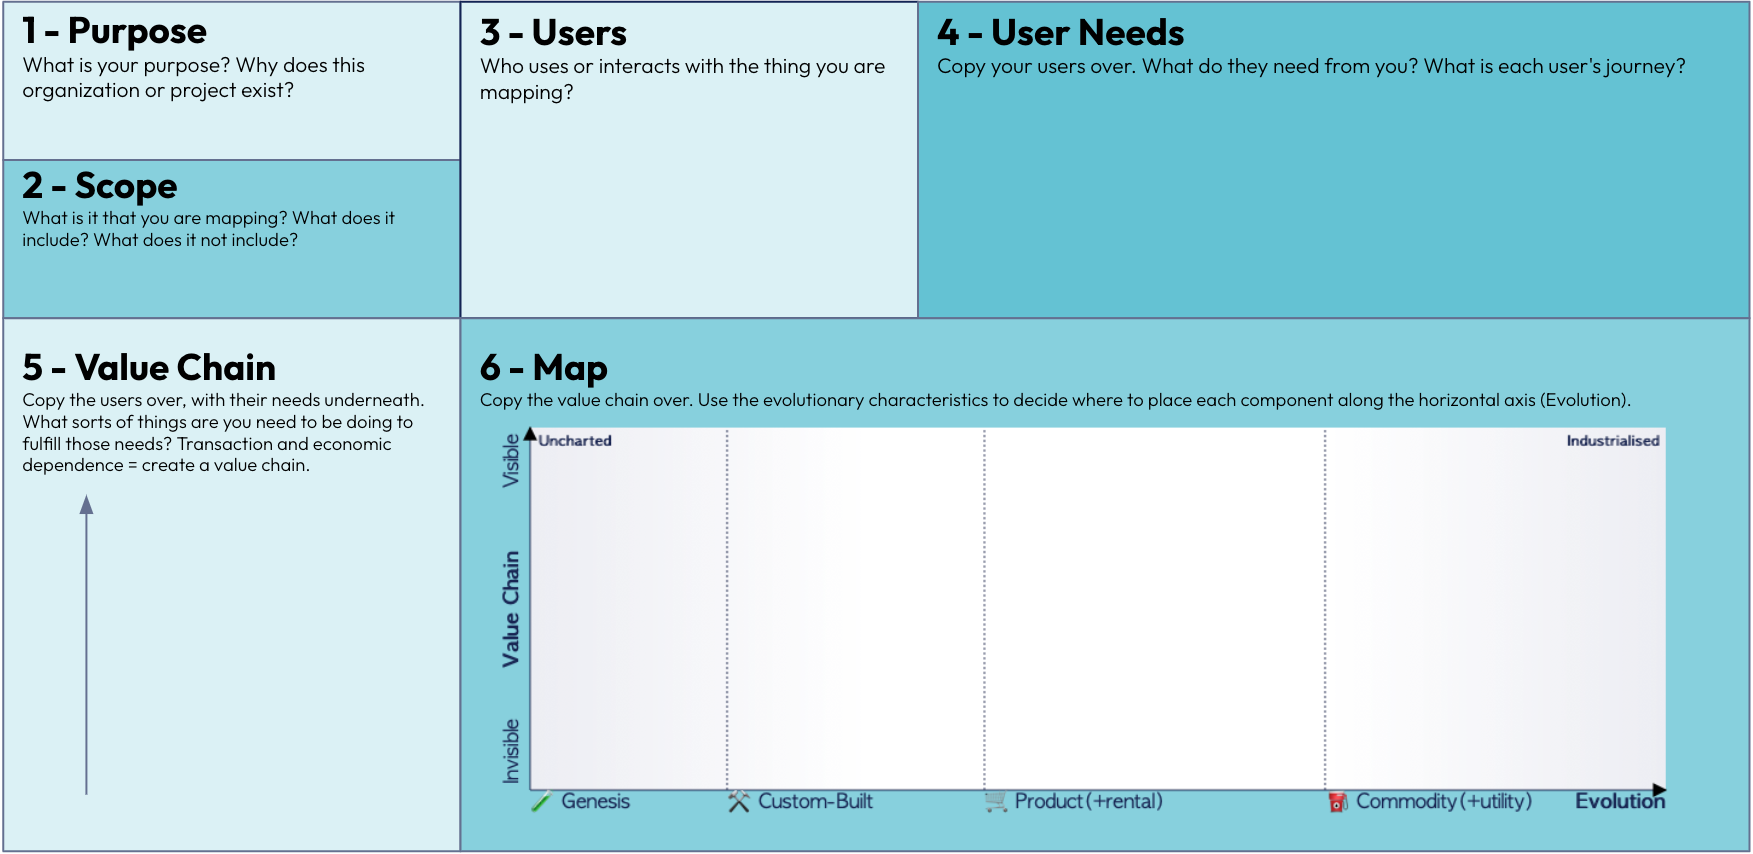 1 - Purpose
What is your purpose? Why does this
organization or project exist?
2 - Scope
What is it that you are mapping? What does it
include? What does it not include?
3 - Users
Who uses or interacts with the thing you are
mapping?
4 - User Needs
Copy your users over. What do they need from you? What is each user's journey?
5 - Value Chain
Copy the users over, with their needs underneath.
What sorts of things are you need to be doing to
fulfill those needs? Transaction and economic
dependence = create a value chain.
6 - Map
Copy the value chain over. Use the evolutionary characteristics to decide where to place each component along the horizontal axis (Evolution).
Uncharted
Industrialised
Visible
Value Chain
Invisible
Genesis
Custom-Built
Product (+rental)
Commodity (+utility)
Evolution